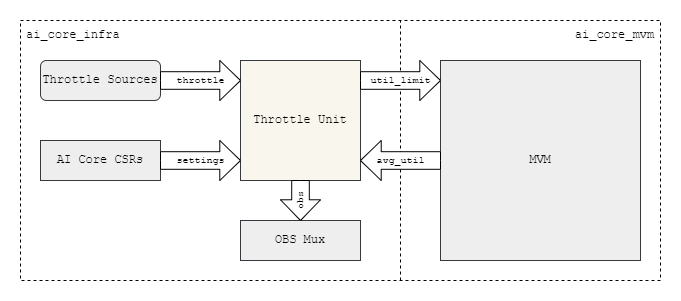 ai_core_infra
ai_core_mvm
Throttle Sources
throttle
util_limit
Throttle Unit
AI Core CSRs
settings
avg_util
MVM
obs
OBS Mux